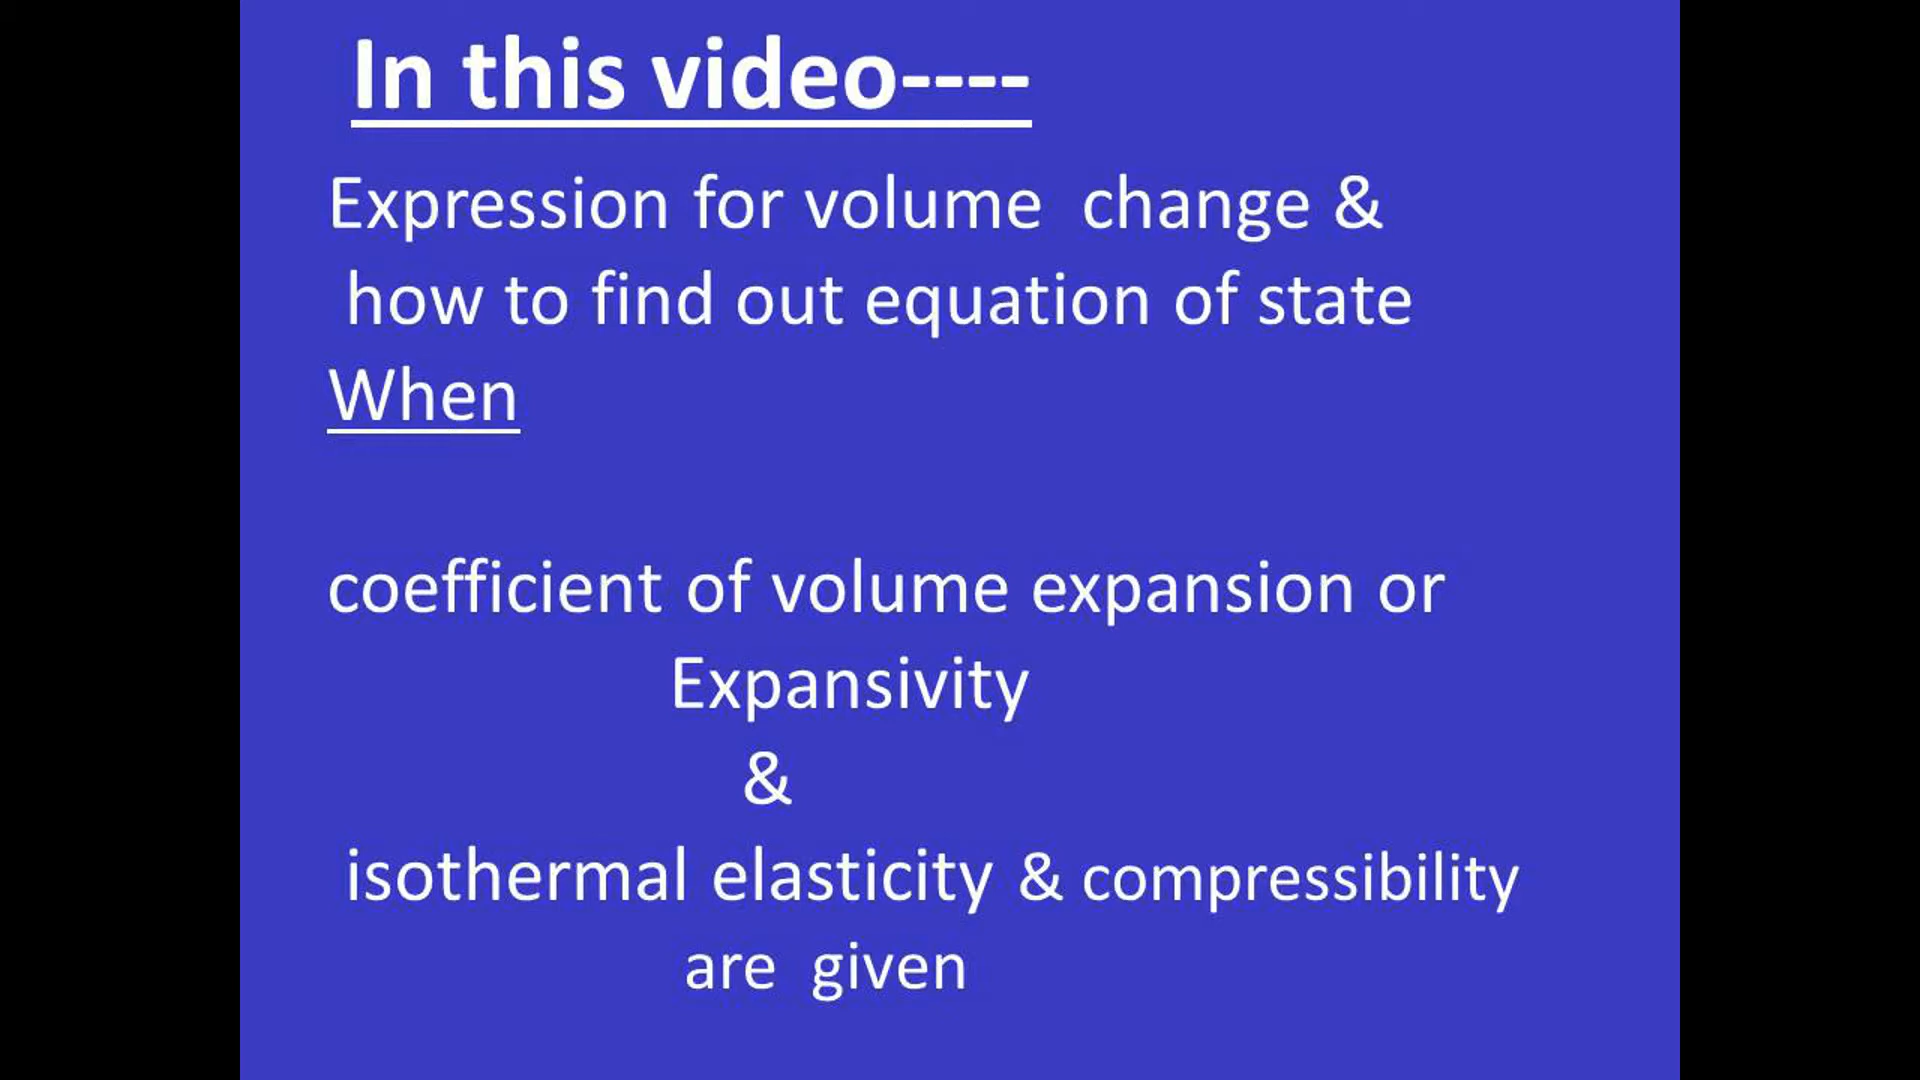 In this video----
Expression for volume change &
how to find out equation of state
When
coefficient of volume expansion or
Expansivity
&
isothermal elasticity & compressibility
are given